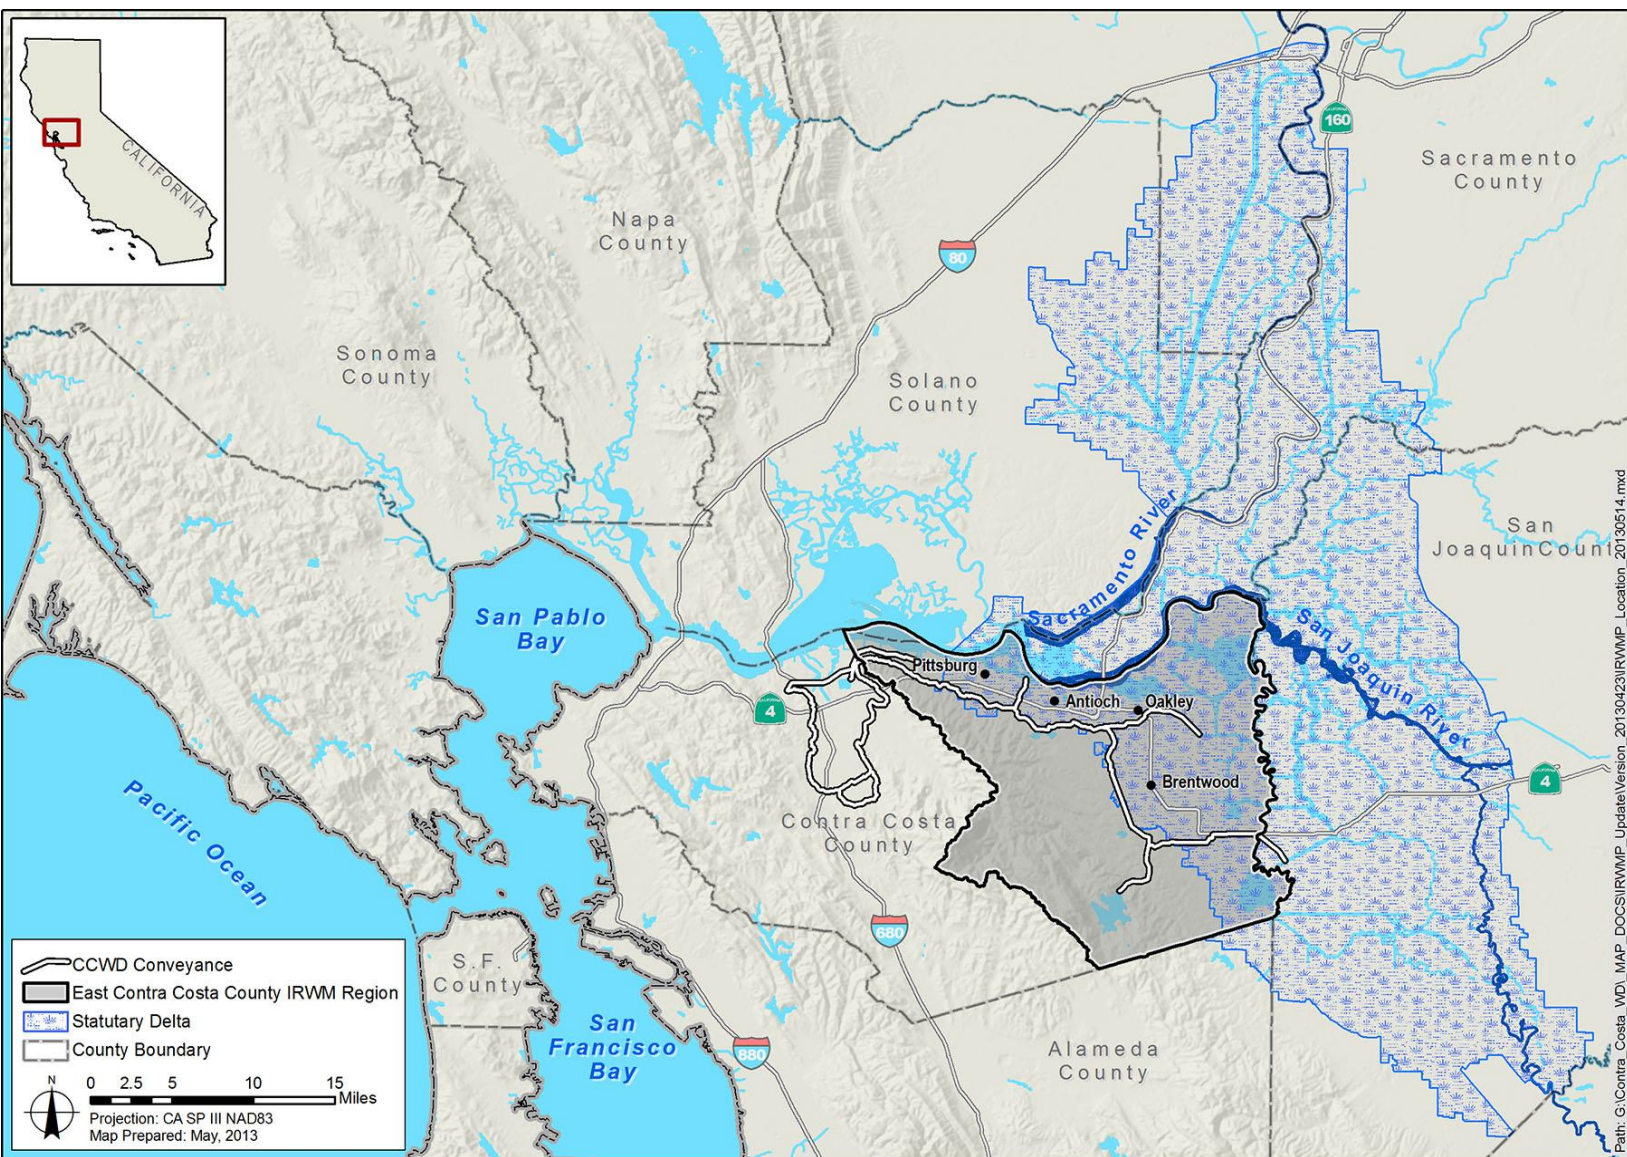 CALIFORNIA
160
Sacramento
County
Napa
County
80
Sonoma
County
Solano
County
San
JoaquinCount
Sacramento River
San Pablo
Bay
San Joaquin River
Pittsburg
Antioch
Oakley
4
Brentwood
4
Pacific Ocean
Contra Costa
County
680
S.F.
County
San
Francisco
Bay
880
Alameda
County
CCWD Conveyance
East Contra Costa County IRWM Region
Statutary Delta
County Boundary
N
0 2.5 5 10 15
Miles
Projection: CA SP III NAD83
Map Prepared: May, 2013
Path: G:\Contra_Costa_WD\_MAP_DOCS\IRWMP_Update\Version_20130423\IRWMP_Location_20130514.mxd